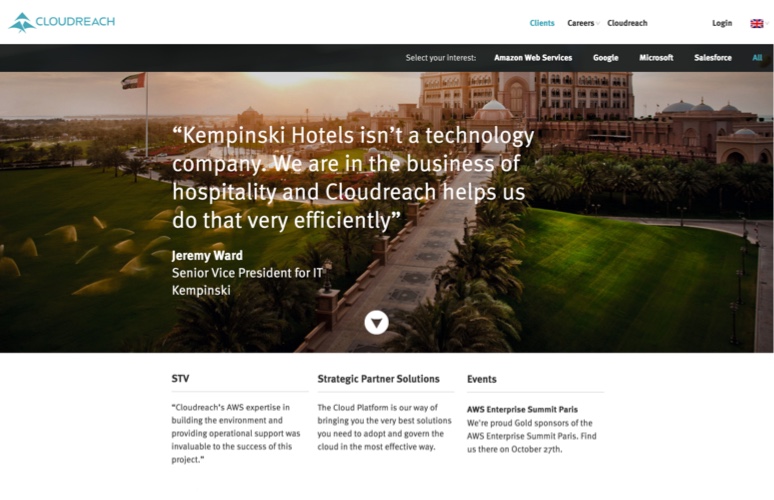 CLOUDREACH
Clients Careers Cloudreach Login
Select your interest: Amazon Web Services Google Microsoft Salesforce All
“Kempinski Hotels isn’t a technology
company. We are in the business of
hospitality and Cloudreach helps us
do that very efficiently”
Jeremy Ward
Senior Vice President for IT
Kempinski
STV
“Cloudreach’s AWS expertise in
building the environment and
providing operational support was
invaluable to the success of this
project.“
Strategic Partner Solutions
The Cloud Platform is our way of
bringing you the very best solutions
you need to adopt and govern the
cloud in the most effective way.
Events
AWS Enterprise Summit Paris
We’re proud Gold sponsors of the
AWS Enterprise Summit Paris. Find
us there on October 27th.